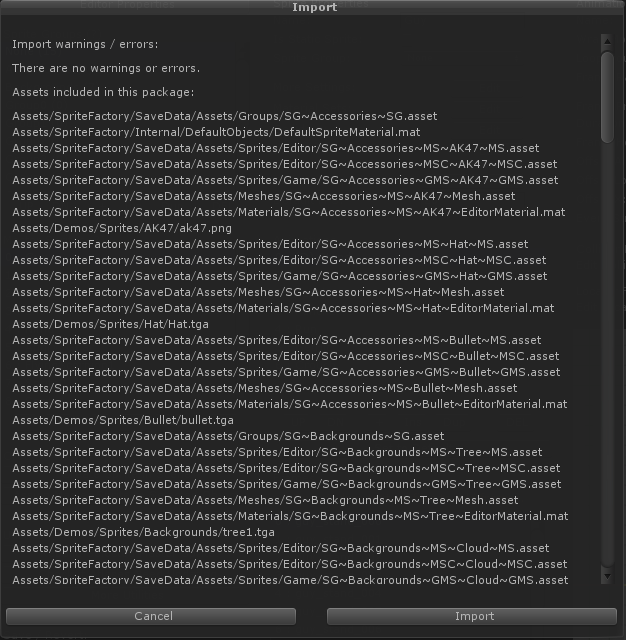 Import
Import warnings / errors:
There are no warnings or errors.
Assets included in this package:
Assets/SpriteFactory/SaveData/Assets/Groups/SG~Accessories~SG.asset
Assets/SpriteFactory/Internal/DefaultObjects/DefaultSpriteMaterial.mat
Assets/SpriteFactory/SaveData/Assets/Sprites/Editor/SG~Accessories~MS~AK47~MS.asset
Assets/SpriteFactory/SaveData/Assets/Sprites/Editor/SG~Accessories~MSC~AK47~MSC.asset
Assets/SpriteFactory/SaveData/Assets/Sprites/Game/SG~Accessories~GMS~AK47~GMS.asset
Assets/SpriteFactory/SaveData/Assets/Meshes/SG~Accessories~MS~AK47~Mesh.asset
Assets/SpriteFactory/SaveData/Assets/Materials/SG~Accessories~MS~AK47~EditorMaterial.mat
Assets/Demos/Sprites/AK47/ak47.png
Assets/SpriteFactory/SaveData/Assets/Sprites/Editor/SG~Accessories~MS~Hat~MS.asset
Assets/SpriteFactory/SaveData/Assets/Sprites/Editor/SG~Accessories~MSC~Hat~MSC.asset
Assets/SpriteFactory/SaveData/Assets/Sprites/Game/SG~Accessories~GMS~Hat~GMS.asset
Assets/SpriteFactory/SaveData/Assets/Meshes/SG~Accessories~MS~Hat~Mesh.asset
Assets/SpriteFactory/SaveData/Assets/Materials/SG~Accessories~MS~Hat~EditorMaterial.mat
Assets/Demos/Sprites/Hat/Hat.tga
Assets/SpriteFactory/SaveData/Assets/Sprites/Editor/SG~Accessories~MS~Bullet~MS.asset
Assets/SpriteFactory/SaveData/Assets/Sprites/Editor/SG~Accessories~MSC~Bullet~MSC.asset
Assets/SpriteFactory/SaveData/Assets/Sprites/Game/SG~Accessories~GMS~Bullet~GMS.asset
Assets/SpriteFactory/SaveData/Assets/Meshes/SG~Accessories~MS~Bullet~Mesh.asset
Assets/SpriteFactory/SaveData/Assets/Materials/SG~Accessories~MS~Bullet~EditorMaterial.mat
Assets/Demos/Sprites/Bullet/bullet.tga
Assets/SpriteFactory/SaveData/Assets/Groups/SG~Backgrounds~SG.asset
Assets/SpriteFactory/SaveData/Assets/Sprites/Editor/SG~Backgrounds~MS~Tree~MS.asset
Assets/SpriteFactory/SaveData/Assets/Sprites/Editor/SG~Backgrounds~MSC~Tree~MSC.asset
Assets/SpriteFactory/SaveData/Assets/Sprites/Game/SG~Backgrounds~GMS~Tree~GMS.asset
Assets/SpriteFactory/SaveData/Assets/Meshes/SG~Backgrounds~MS~Tree~Mesh.asset
Assets/SpriteFactory/SaveData/Assets/Materials/SG~Backgrounds~MS~Tree~EditorMaterial.mat
Assets/Demos/Sprites/Backgrounds/tree1.tga
Assets/SpriteFactory/SaveData/Assets/Sprites/Editor/SG~Backgrounds~MS~Cloud~MS.asset
Assets/SpriteFactory/SaveData/Assets/Sprites/Editor/SG~Backgrounds~MSC~Cloud~MSC.asset
Assets/SpriteFactory/SaveData/Assets/Sprites/Game/SG~Backgrounds~GMS~Cloud~GMS.asset
Cancel
Import